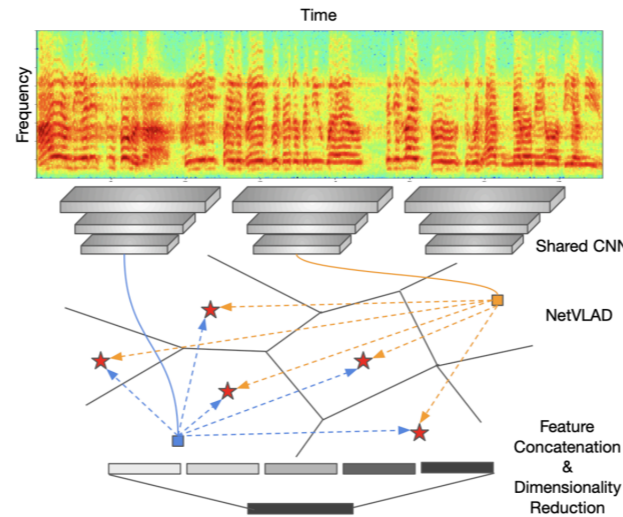 Time
Frequency
Shared CNN
NetVLAD
Feature
Concatenation
&
Dimensionality
Reduction